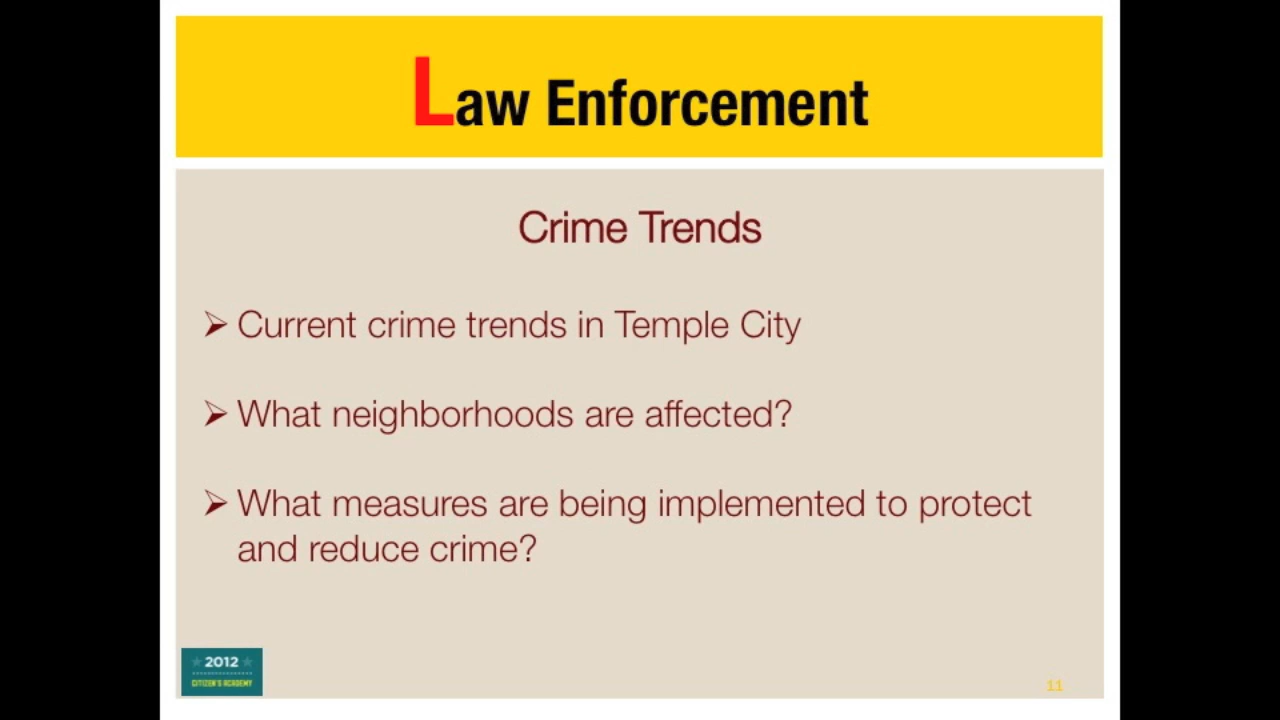 Law Enforcement
Crime Trends
➢ Current crime trends in Temple City
➢ What neighborhoods are affected?
➢ What measures are being implemented to protect
and reduce crime?
2012
CITIZEN'S ACADEMY
11